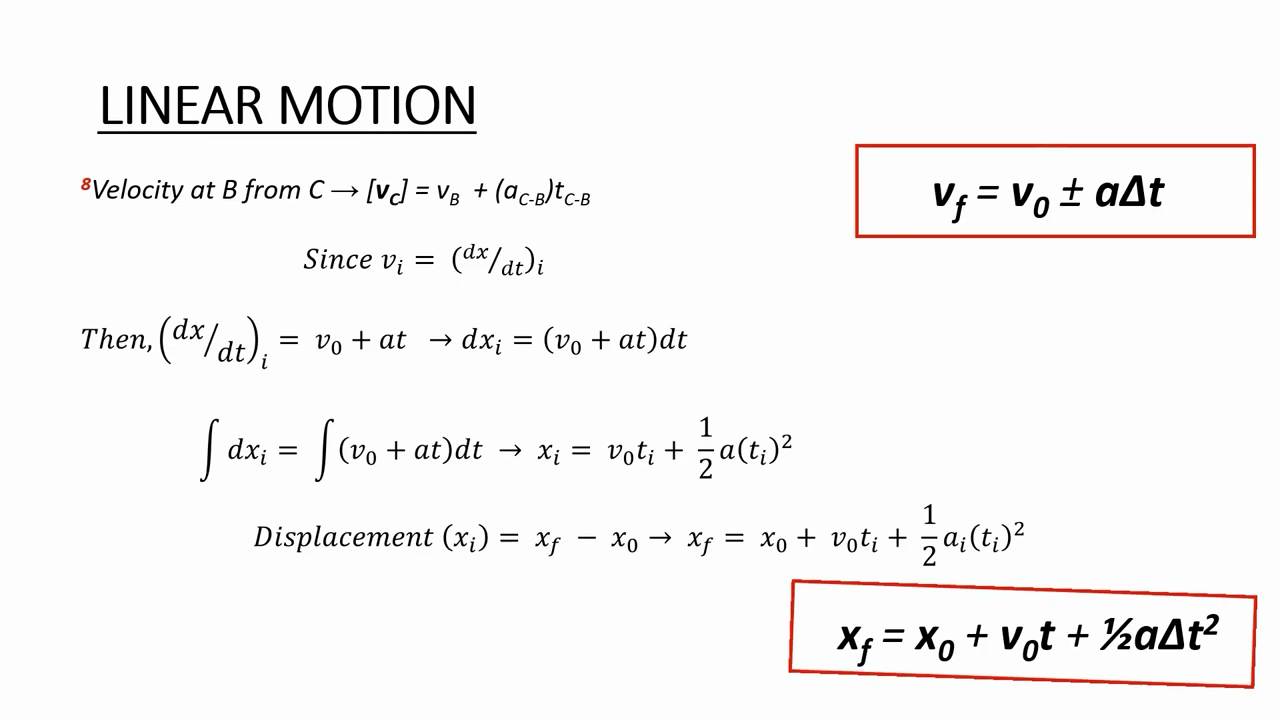 LINEAR MOTION
⁸Velocity at B from C ⟶ [v_C] = v_B + (a_C-B)t_C-B
v_f = v_0 ± aΔt
Since v_i = (dx/dt)_i
Then, (dx/dt)_i = v_0 + at → dx_i = (v_0 + at)dt
∫ dx_i = ∫(v_0 + at)dt → x_i = v_0t_i + 1/2 a(t_i)²
Displacement (x_i) = x_f − x_0 → x_f = x_0 + v_0t_i + 1/2 a_i(t_i)²
x_f = x_0 + v_0t + ½aΔt²